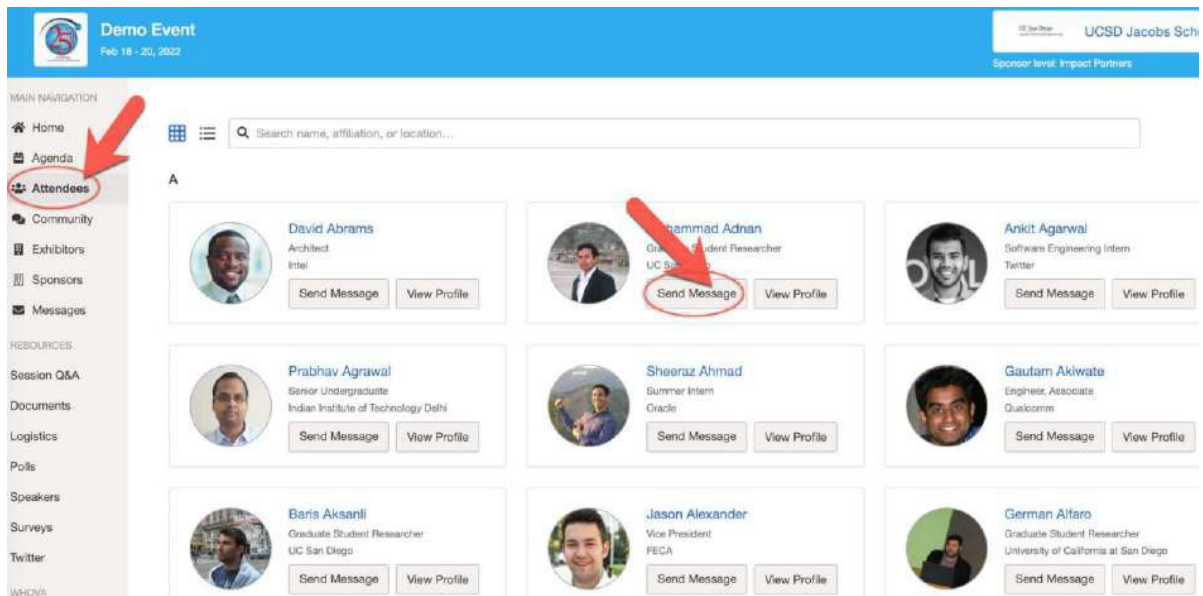 Demo Event
Feb 18 - 20, 2022
UC San Diego
UCSD Jacobs Sch
Sponsor level: Impact Partners
MAIN NAVIGATION
Home
Agenda
Attendees
Community
Exhibitors
Sponsors
Messages
RESOURCES
Session Q&A
Documents
Logistics
Polls
Speakers
Surveys
Twitter
WHOVA
Search name, affiliation, or location...
A
David Abrams
Architect
Intel
Send Message View Profile
ammad Adnan
Student Researcher
UC S
Send Message View Profile
Ankit Agarwal
Software Engineering Intern
Twitter
Send Message View Profile
Prabhav Agrawal
Senior Undergraduate
Indian Institute of Technology Delhi
Send Message View Profile
Sheeraz Ahmad
Summer Intern
Oracle
Send Message View Profile
Gautam Akiwate
Engineer, Associate
Qualcomm
Send Message View Profile
Baris Aksanli
Graduate Student Researcher
UC San Diego
Send Message View Profile
Jason Alexander
Vice President
FECA
Send Message View Profile
German Alfaro
Graduate Student Researcher
University of California at San Diego
Send Message View Profile